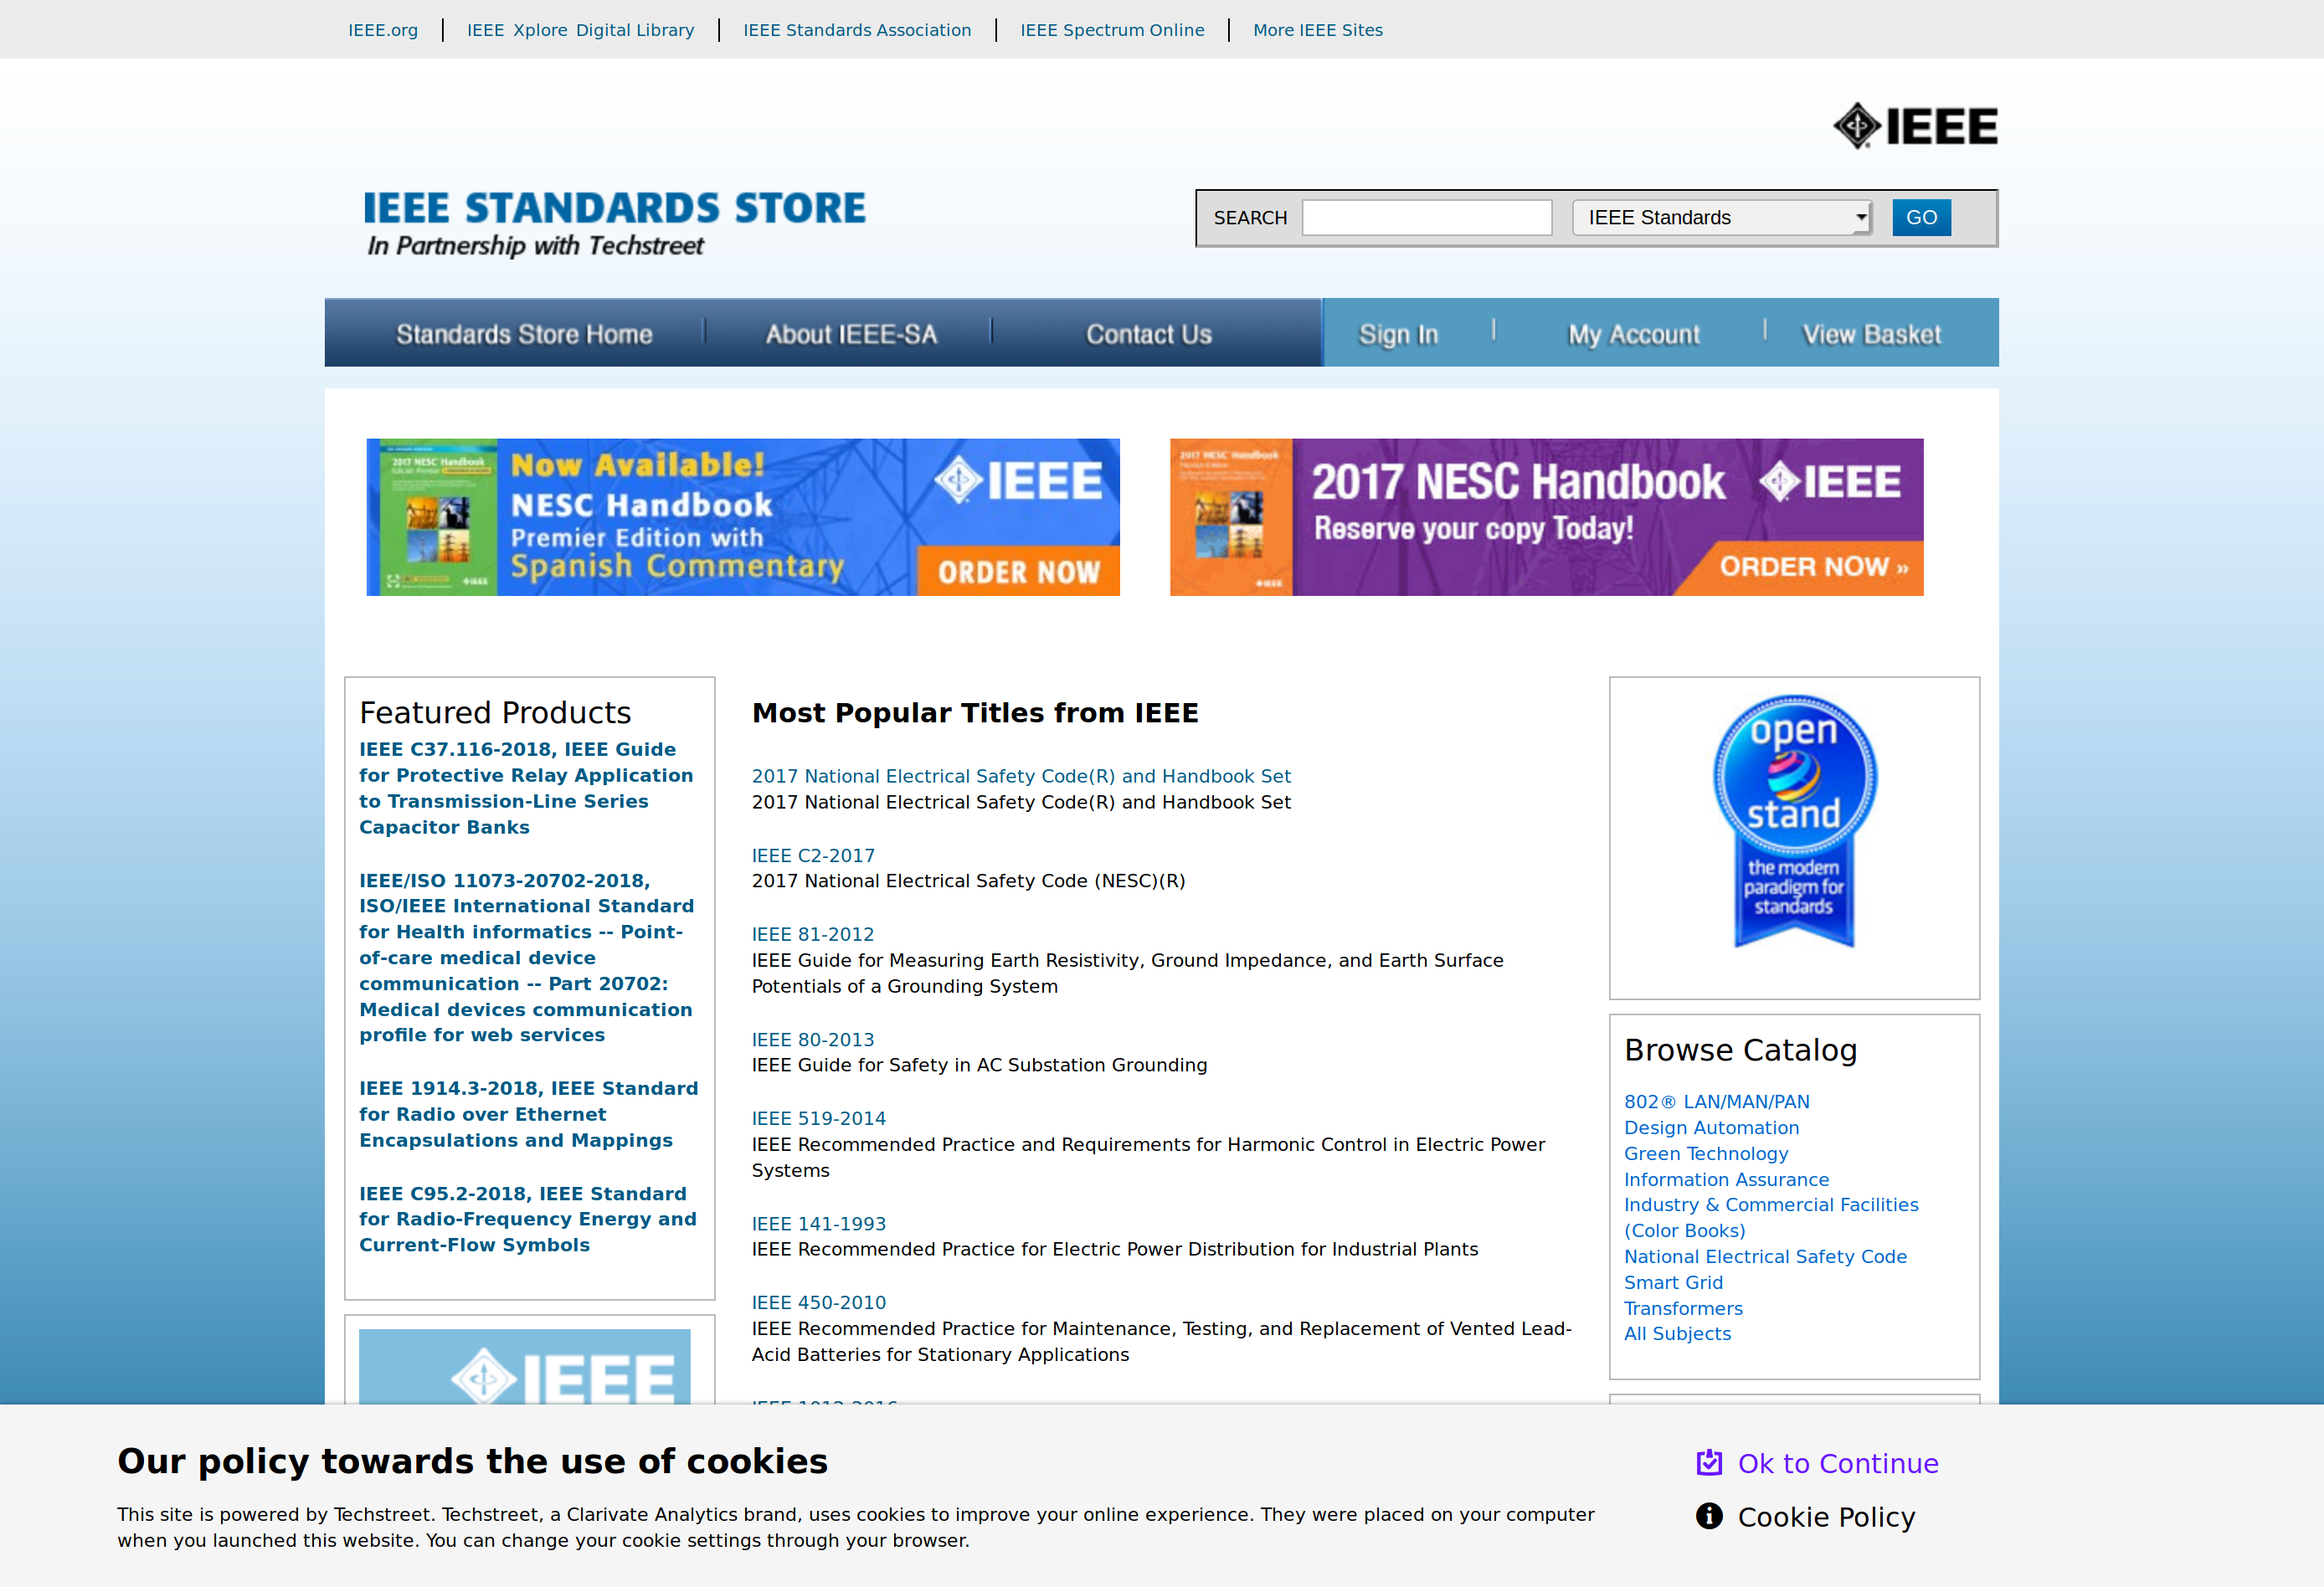 IEEE.org
IEEE Xplore Digital Library
IEEE Standards Association
IEEE Spectrum Online
More IEEE Sites
IEEE
IEEE STANDARDS STORE
In Partnership with Techstreet
SEARCH
IEEE Standards
GO
Standards Store Home
About IEEE-SA
Contact Us
Sign In
My Account
View Basket
2017 NESC Handbook
Now Available!
NESC Handbook
Premier Edition with
Spanish Commentary
IEEE
ORDER NOW
2017 NESC Handbook
2017 NESC Handbook
Reserve your copy Today!
IEEE
ORDER NOW »
Featured Products
IEEE C37.116-2018, IEEE Guide
for Protective Relay Application
to Transmission-Line Series
Capacitor Banks
IEEE/ISO 11073-20702-2018,
ISO/IEEE International Standard
for Health informatics -- Point-
of-care medical device
communication -- Part 20702:
Medical devices communication
profile for web services
IEEE 1914.3-2018, IEEE Standard
for Radio over Ethernet
Encapsulations and Mappings
IEEE C95.2-2018, IEEE Standard
for Radio-Frequency Energy and
Current-Flow Symbols
IEEE
Most Popular Titles from IEEE
2017 National Electrical Safety Code(R) and Handbook Set
2017 National Electrical Safety Code(R) and Handbook Set
IEEE C2-2017
2017 National Electrical Safety Code (NESC)(R)
IEEE 81-2012
IEEE Guide for Measuring Earth Resistivity, Ground Impedance, and Earth Surface
Potentials of a Grounding System
IEEE 80-2013
IEEE Guide for Safety in AC Substation Grounding
IEEE 519-2014
IEEE Recommended Practice and Requirements for Harmonic Control in Electric Power
Systems
IEEE 141-1993
IEEE Recommended Practice for Electric Power Distribution for Industrial Plants
IEEE 450-2010
IEEE Recommended Practice for Maintenance, Testing, and Replacement of Vented Lead-
Acid Batteries for Stationary Applications
open
stand
the modern
paradigm for
standards
Browse Catalog
802® LAN/MAN/PAN
Design Automation
Green Technology
Information Assurance
Industry & Commercial Facilities
(Color Books)
National Electrical Safety Code
Smart Grid
Transformers
All Subjects
Our policy towards the use of cookies
This site is powered by Techstreet. Techstreet, a Clarivate Analytics brand, uses cookies to improve your online experience. They were placed on your computer
when you launched this website. You can change your cookie settings through your browser.
Ok to Continue
Cookie Policy